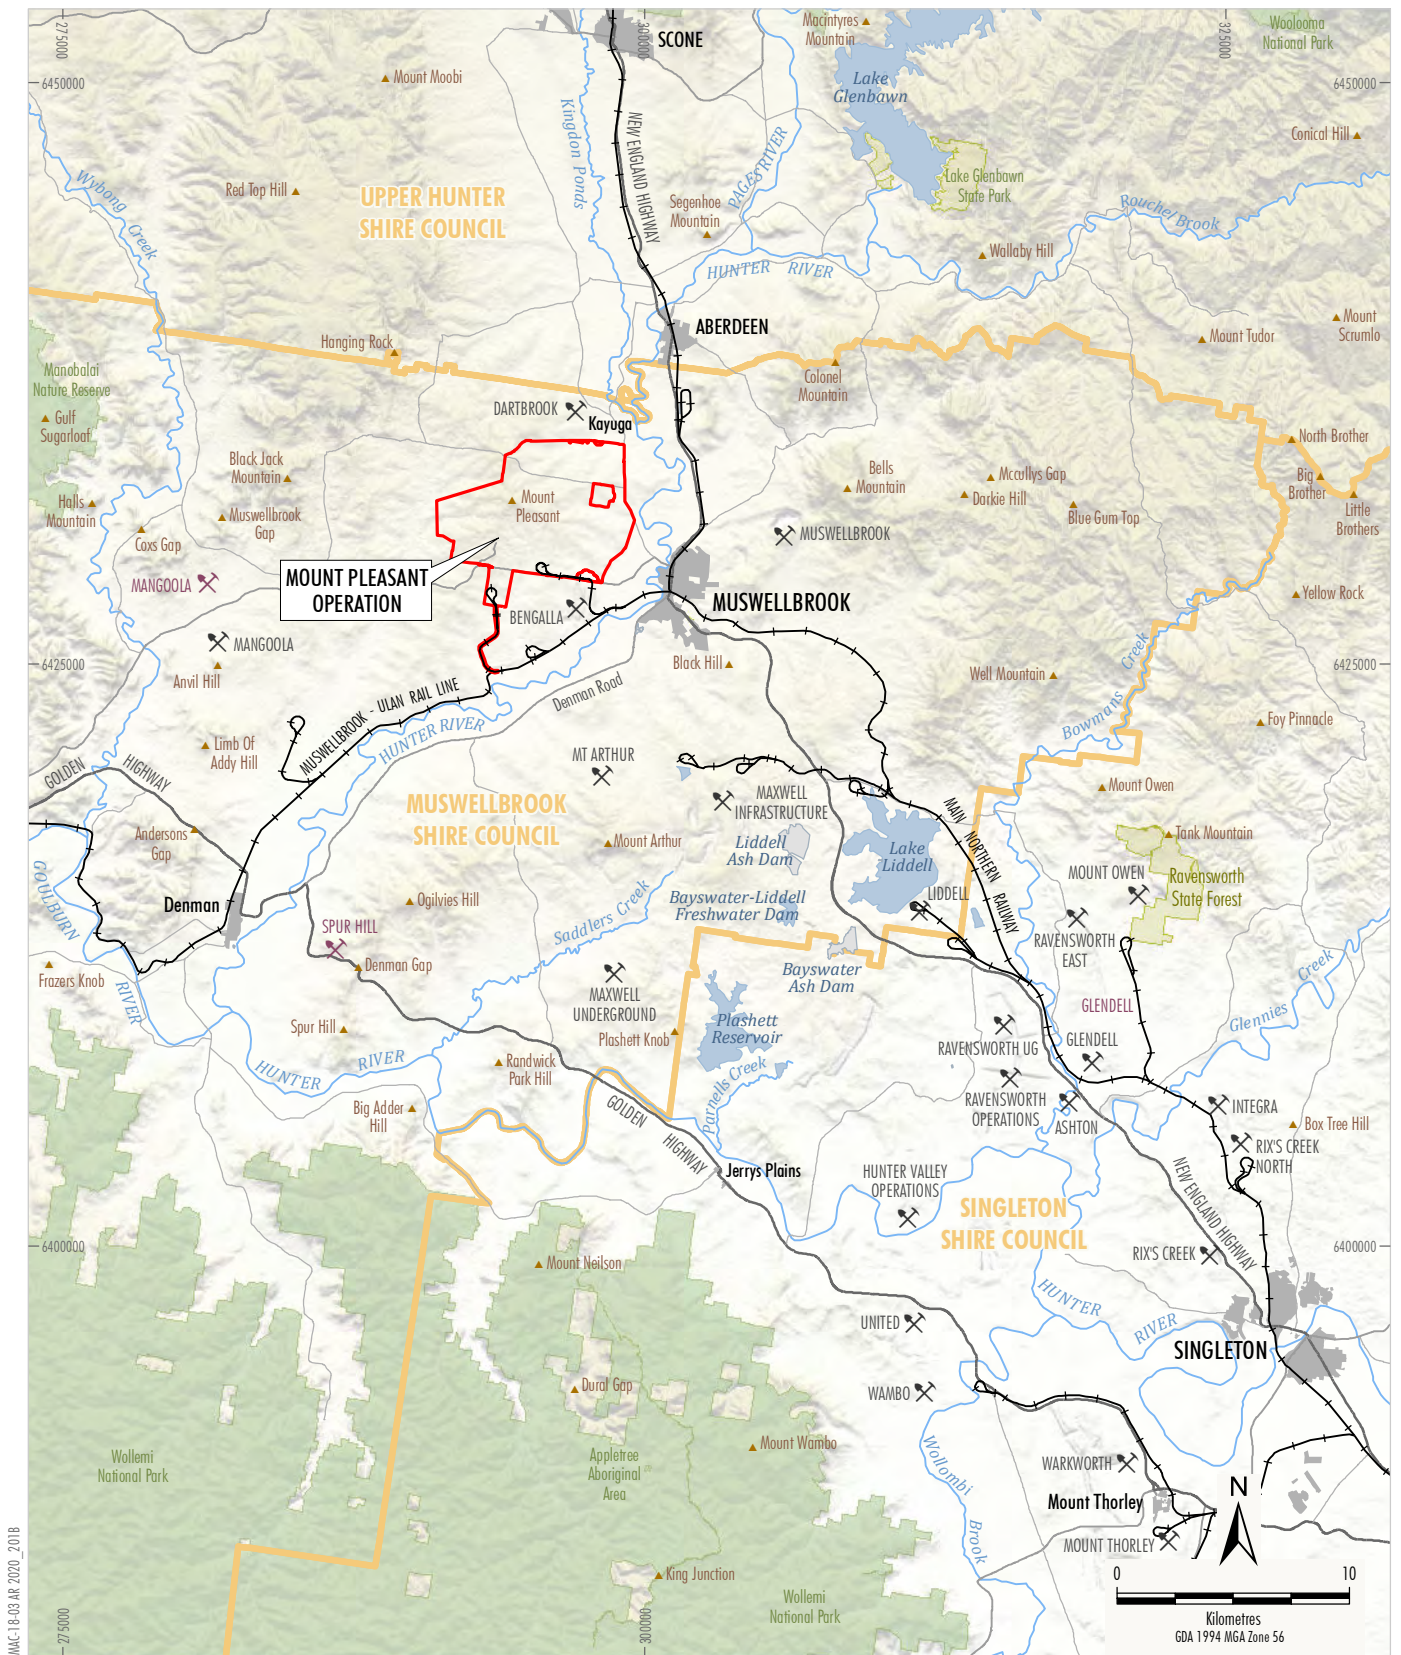 275000
300000
325000
SCONE
Macintyres
Mountain
Woolooma
National Park
6450000
Mount Moobi
Lake
Glenbawn
6450000
Kingdon Ponds
NEW ENGLAND HIGHWAY
PAGES RIVER
Conical Hill
Wybong Creek
Red Top Hill
UPPER HUNTER
SHIRE COUNCIL
Segenhoe
Mountain
Lake Glenbawn
State Park
Rouchel Brook
Wallaby Hill
HUNTER RIVER
Hanging Rock
ABERDEEN
Mount Tudor
Mount
Scrumlo
Manobalai
Nature Reserve
Colonel
Mountain
Gulf
Sugarloaf
DARTBROOK
Kayuga
North Brother
Black Jack
Mountain
Bells
Mountain
Mccullys Gap
Big
Brother
Halls
Mountain
Mount
Pleasant
Darkie Hill
Blue Gum Top
Little
Brothers
Muswellbrook
Gap
Coxs Gap
MUSWELLBROOK
MANGOOLA
MOUNT PLEASANT
OPERATION
BENGALLA
MUSWELLBROOK
Yellow Rock
MANGOOLA
6425000
Anvil Hill
Black Hill
Well Mountain
Bowmans Creek
6425000
MUSWELLBROOK - ULAN RAIL LINE
Denman Road
HUNTER RIVER
Foy Pinnacle
Limb Of
Addy Hill
GOLDEN HIGHWAY
MT ARTHUR
MAXWELL
INFRASTRUCTURE
Mount Owen
MUSWELLBROOK
SHIRE COUNCIL
MAIN NORTHERN RAILWAY
Andersons
Gap
Mount Arthur
Liddell
Ash Dam
Lake
Liddell
Tank Mountain
GOULBURN
RIVER
MOUNT OWEN
Ravensworth
State Forest
Denman
Ogilvies Hill
Saddlers Creek
Bayswater-Liddell
Freshwater Dam
LIDDELL
SPUR HILL
RAVENSWORTH
EAST
Denman Gap
Frazers Knob
Bayswater
Ash Dam
Glennies Creek
MAXWELL
UNDERGROUND
GLENDELL
Spur Hill
Plashett Knob
Plashett
Reservoir
RAVENSWORTH UG
GLENDELL
HUNTER RIVER
Randwick
Park Hill
Parnells Creek
RAVENSWORTH
OPERATIONS
ASHTON
INTEGRA
Big Adder
Hill
GOLDEN HIGHWAY
Box Tree Hill
RIX'S CREEK
NORTH
Jerrys Plains
HUNTER VALLEY
OPERATIONS
NEW ENGLAND HIGHWAY
SINGLETON
SHIRE COUNCIL
6400000
RIX'S CREEK
6400000
Mount Neilson
HUNTER RIVER
UNITED
SINGLETON
Dural Gap
WAMBO
Wollemi
National Park
Appletree
Aboriginal
Area
Mount Wambo
Wollombi Brook
WARKWORTH
Mount Thorley
N
MOUNT THORLEY
King Junction
Wollemi
National Park
0 10
Kilometres
GDA 1994 MGA Zone 56
275000
300000
MAC-18-03 AR 2020_201B